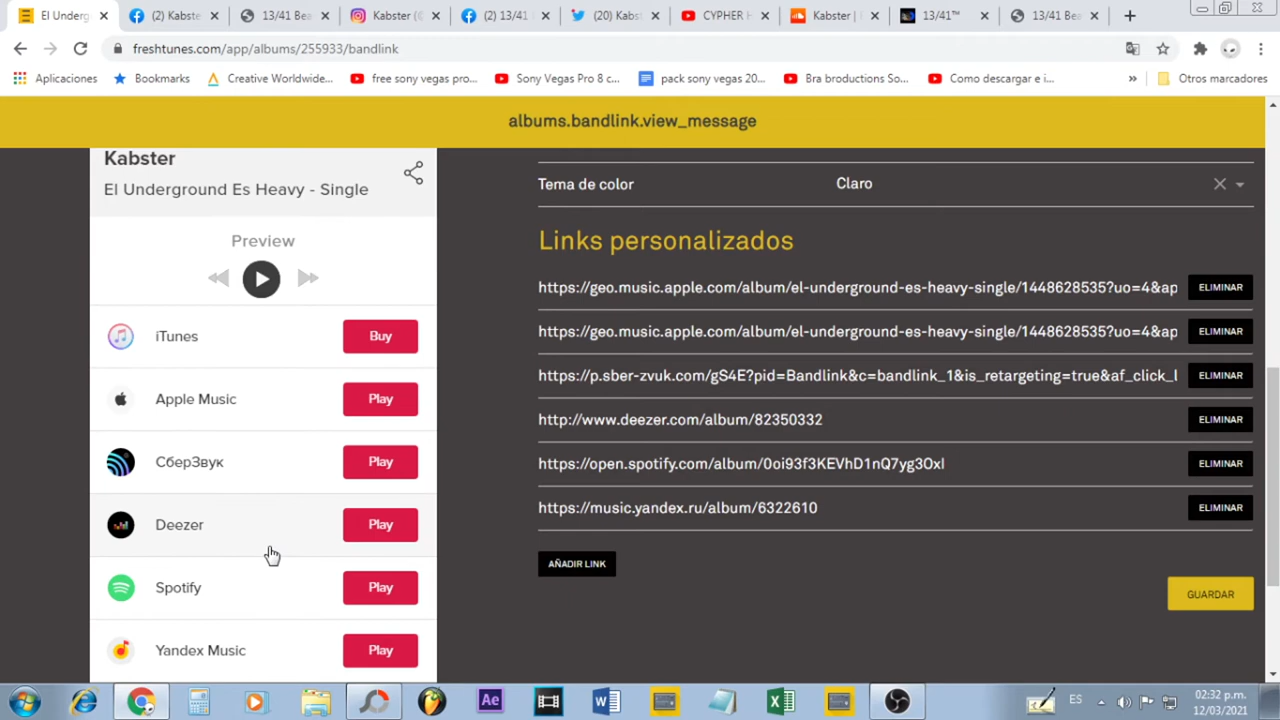 El Underg
(2) Kabste
13/41 Bea
Kabster (©
(2) 13/41
(20) Kabs
CYPHER H
Kabster |
13/41™
13/41 Bea
freshtunes.com/app/albums/255933/bandlink
Aplicaciones
Bookmarks
Creative Worldwide...
free sony vegas pro...
Sony Vegas Pro 8 c...
pack sony vegas 20...
Bra broductions So...
Como descargar e i...
»
Otros marcadores
albums.bandlink.view_message
Kabster
El Underground Es Heavy - Single
Preview
iTunes
Buy
Apple Music
Play
СберЗвук
Play
Deezer
Play
Spotify
Play
Yandex Music
Play
Tema de color
Claro
Links personalizados
https://geo.music.apple.com/album/el-underground-es-heavy-single/1448628535?uo=4&ap
ELIMINAR
https://geo.music.apple.com/album/el-underground-es-heavy-single/1448628535?uo=4&ap
ELIMINAR
https://p.sber-zvuk.com/gS4E?pid=Bandlink&c=bandlink_1&is_retargeting=true&af_click_l
ELIMINAR
http://www.deezer.com/album/82350332
ELIMINAR
https://open.spotify.com/album/0oi93f3KEVhD1nQ7yg3OxI
ELIMINAR
https://music.yandex.ru/album/6322610
ELIMINAR
AÑADIR LINK
GUARDAR
Ae
ES
02:32 p.m.
12/03/2021